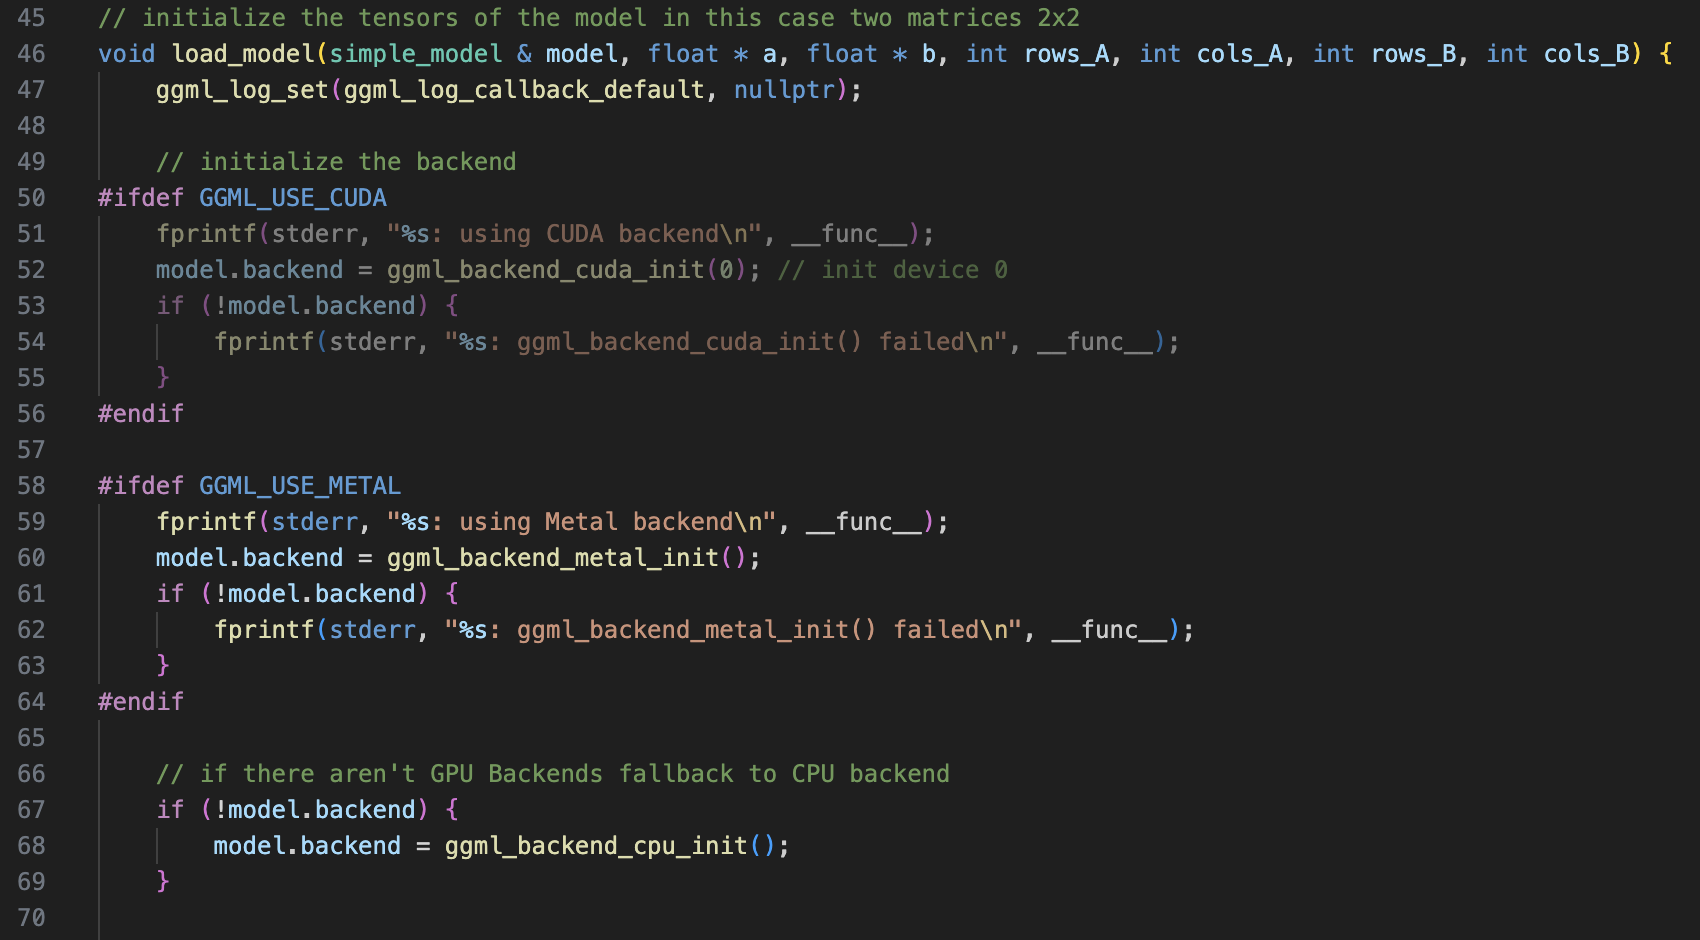 45 // initialize the tensors of the model in this case two matrices 2x2
46 void load_model(simple_model & model, float * a, float * b, int rows_A, int cols_A, int rows_B, int cols_B) {
47     ggml_log_set(ggml_log_callback_default, nullptr);
48
49     // initialize the backend
50 #ifdef GGML_USE_CUDA
51     fprintf(stderr, "%s: using CUDA backend\n", __func__);
52     model.backend = ggml_backend_cuda_init(0); // init device 0
53     if (!model.backend) {
54         fprintf(stderr, "%s: ggml_backend_cuda_init() failed\n", __func__);
55     }
56 #endif
57
58 #ifdef GGML_USE_METAL
59     fprintf(stderr, "%s: using Metal backend\n", __func__);
60     model.backend = ggml_backend_metal_init();
61     if (!model.backend) {
62         fprintf(stderr, "%s: ggml_backend_metal_init() failed\n", __func__);
63     }
64 #endif
65
66     // if there aren't GPU Backends fallback to CPU backend
67     if (!model.backend) {
68         model.backend = ggml_backend_cpu_init();
69     }
70